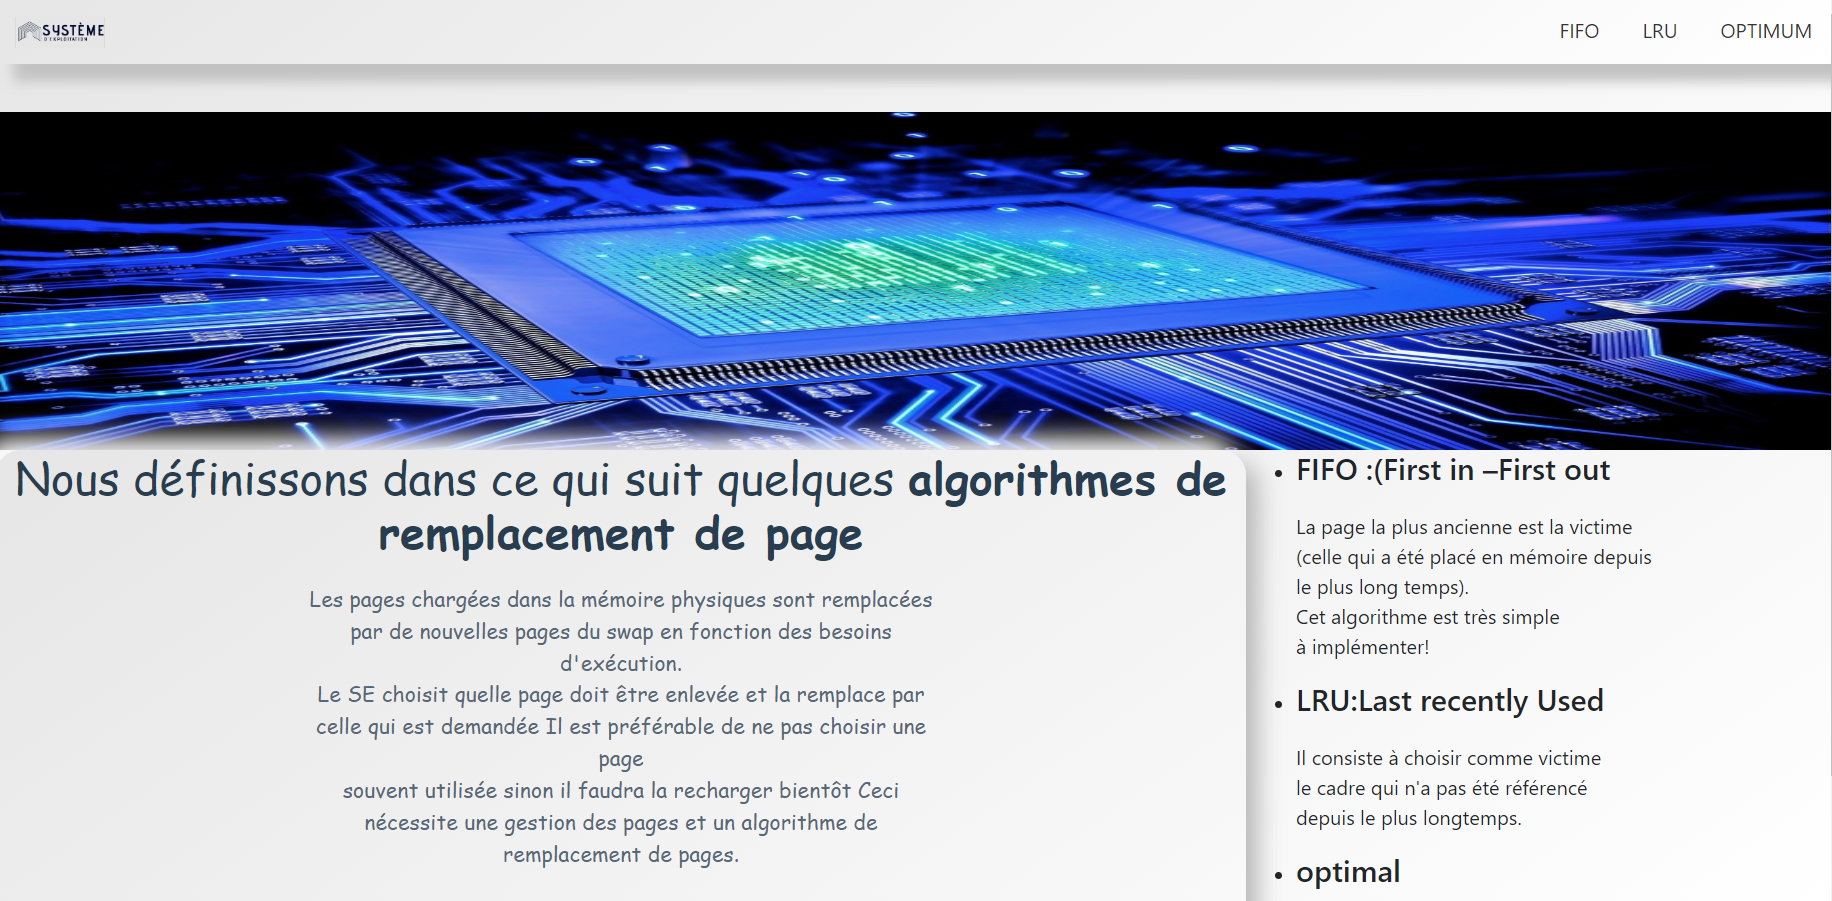 SYSTÈME
D'EXPLOITATION
FIFO
LRU
OPTIMUM
Nous définissons dans ce qui suit quelques algorithmes de
remplacement de page
Les pages chargées dans la mémoire physiques sont remplacées
par de nouvelles pages du swap en fonction des besoins
d'exécution.
Le SE choisit quelle page doit être enlevée et la remplace par
celle qui est demandée Il est préférable de ne pas choisir une
page
souvent utilisée sinon il faudra la recharger bientôt Ceci
nécessite une gestion des pages et un algorithme de
remplacement de pages.
• FIFO :(First in –First out
La page la plus ancienne est la victime
(celle qui a été placé en mémoire depuis
le plus long temps).
Cet algorithme est très simple
à implémenter!
• LRU:Last recently Used
Il consiste à choisir comme victime
le cadre qui n'a pas été référencé
depuis le plus longtemps.
• optimal